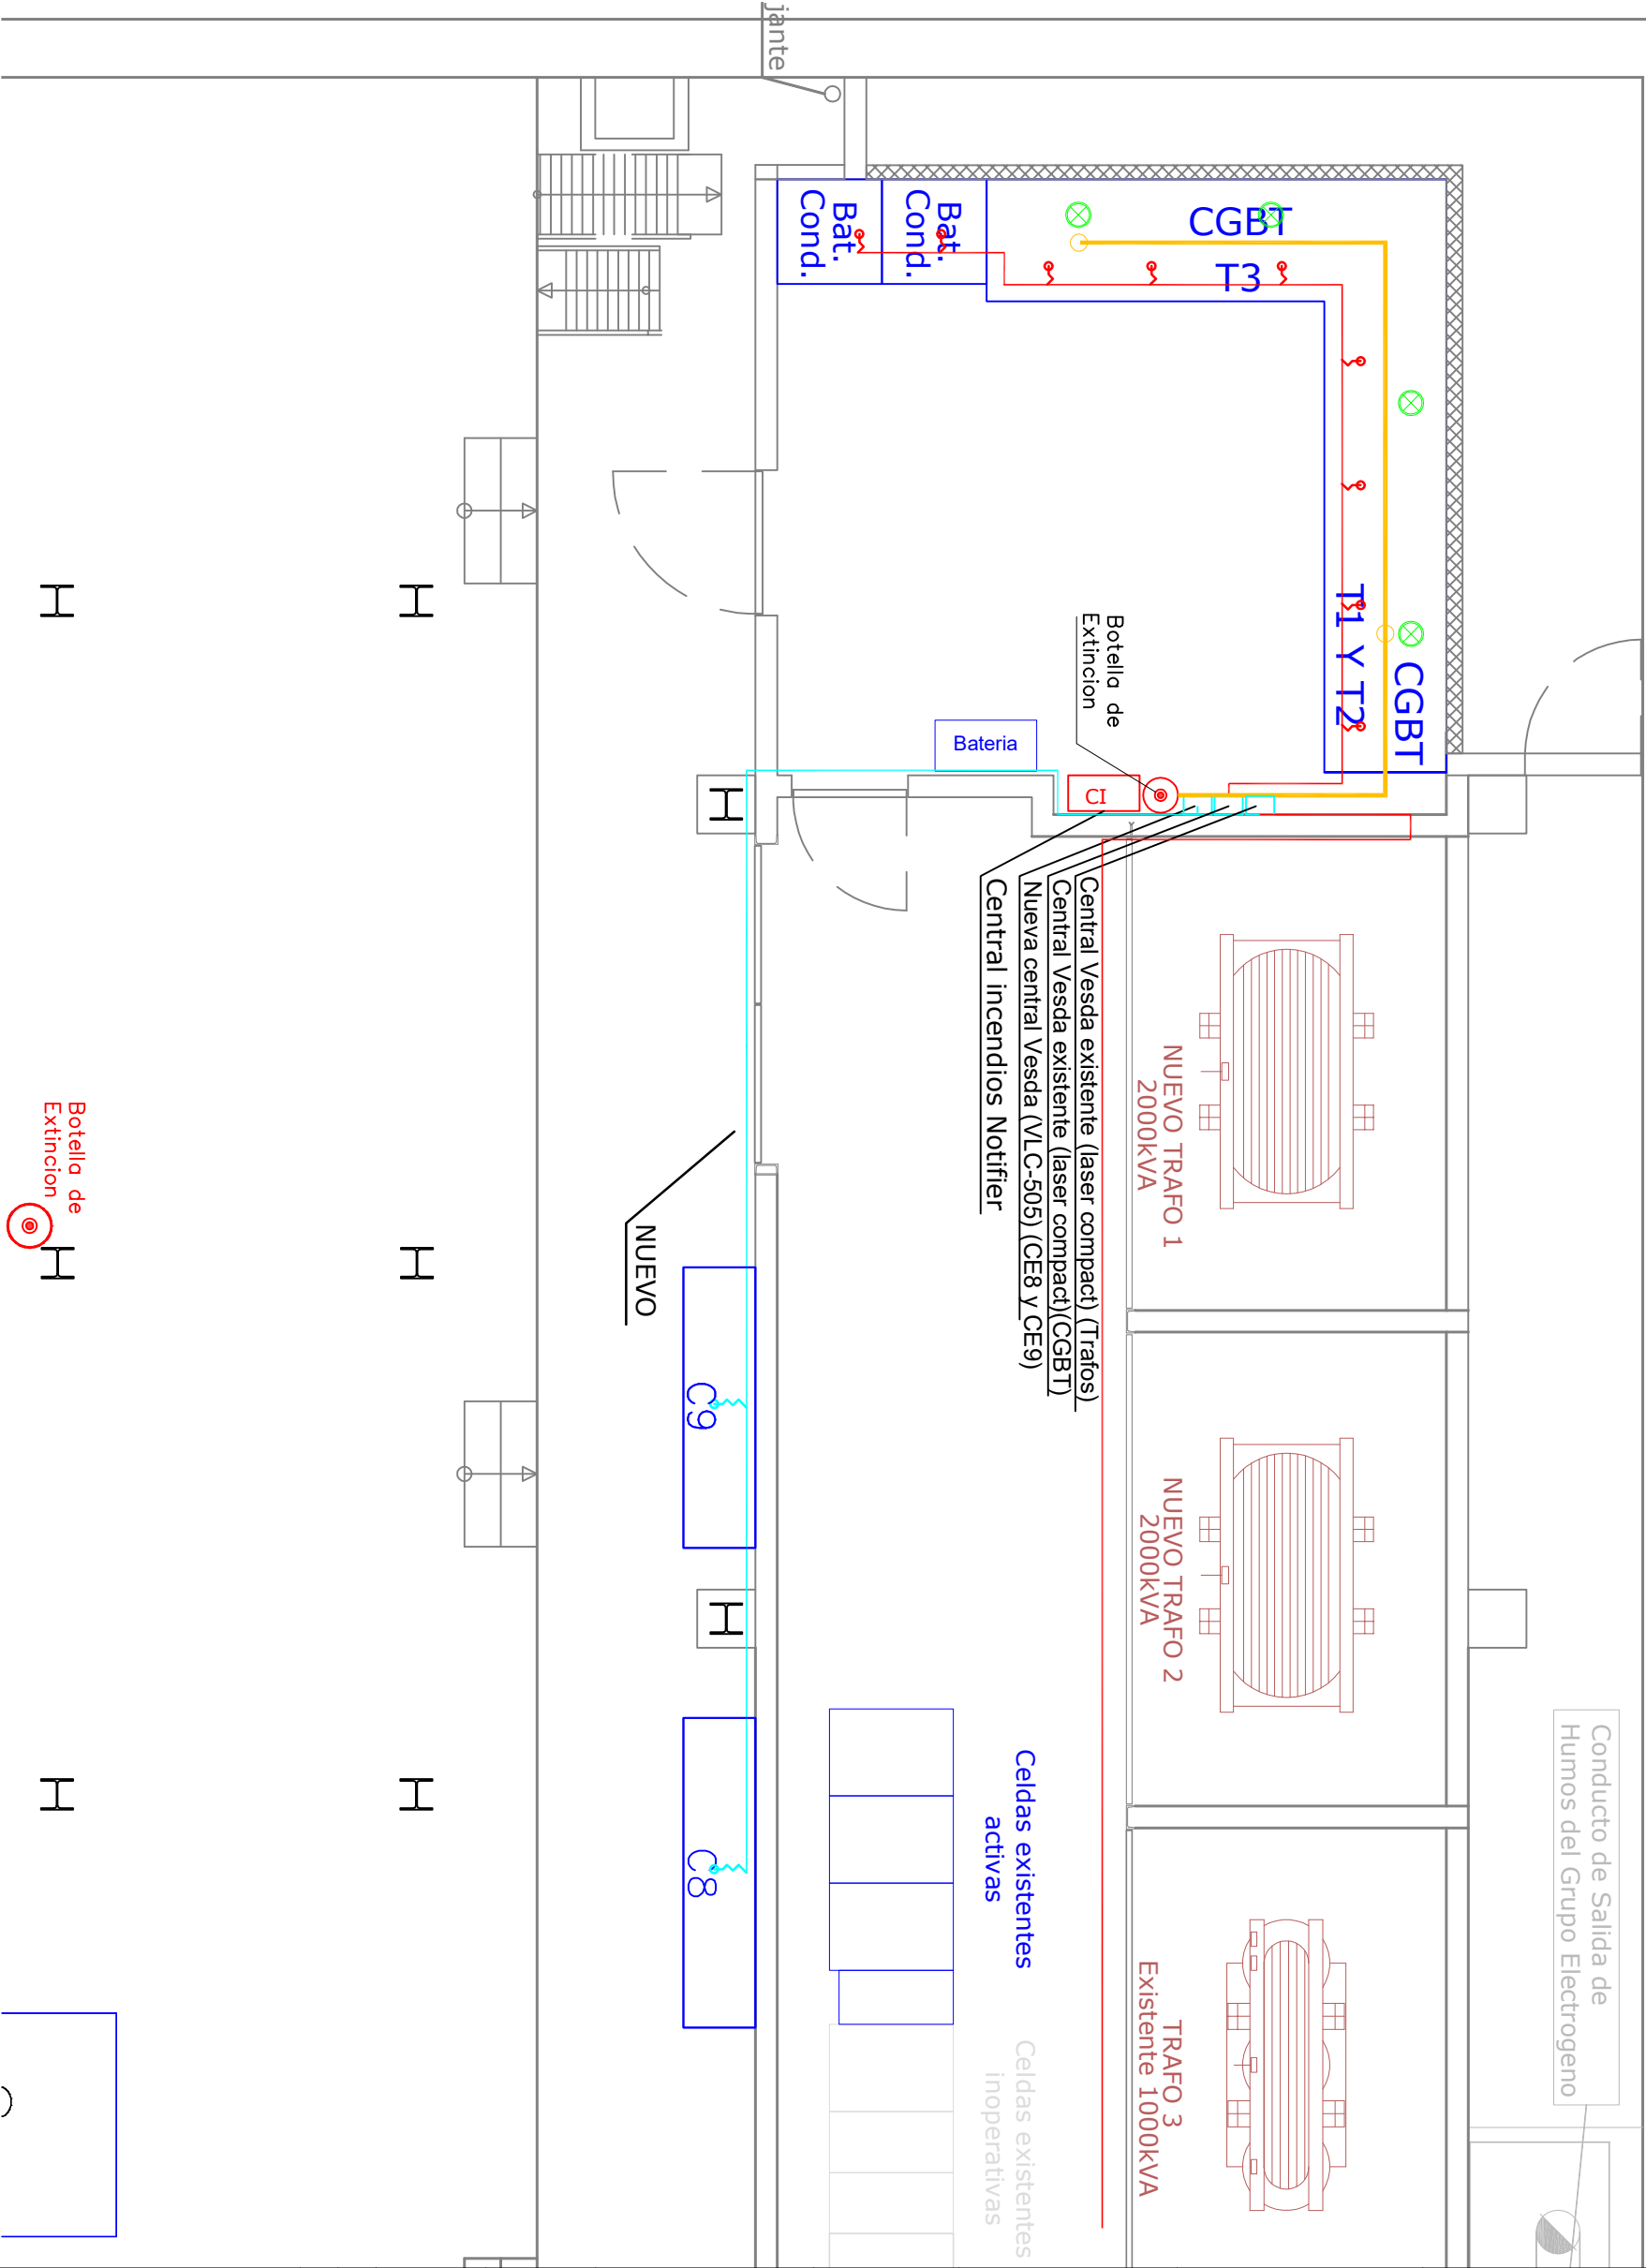 jante
Bat.
Cond.
Bat.
Cond.
CGBT
T3
CGBT
T1 Y T2
Botella de
Extincion
Bateria
CI
Central Vesda existente (laser compact) (Trafos)
Central Vesda existente (laser compact)(CGBT)
Nueva central Vesda (VLC-505) (CE8 y CE9)
Central incendios Notifier
NUEVO TRAFO 1
2000kVA
Botella de
Extincion
NUEVO
C9
NUEVO TRAFO 2
2000kVA
C8
Celdas existentes
activas
Conducto de Salida de
Humos del Grupo Electrogeno
TRAFO 3
Existente 1000kVA
Celdas existentes
inoperativas